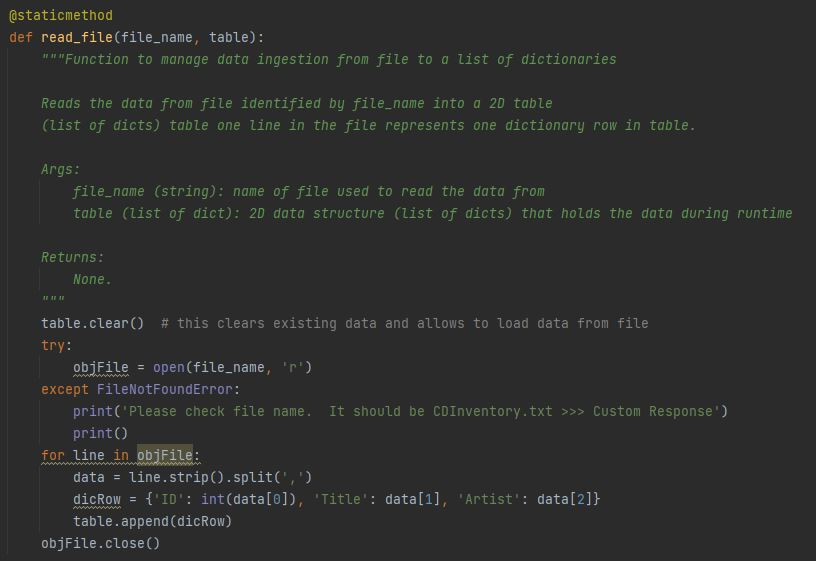 @staticmethod
def read_file(file_name, table):
    """Function to manage data ingestion from file to a list of dictionaries

    Reads the data from file identified by file_name into a 2D table
    (list of dicts) table one line in the file represents one dictionary row in table.

    Args:
        file_name (string): name of file used to read the data from
        table (list of dict): 2D data structure (list of dicts) that holds the data during runtime

    Returns:
        None.
    """
    table.clear()  # this clears existing data and allows to load data from file
    try:
        objFile = open(file_name, 'r')
    except FileNotFoundError:
        print('Please check file name.  It should be CDInventory.txt >>> Custom Response')
        print()
    for line in objFile:
        data = line.strip().split(',')
        dicRow = {'ID': int(data[0]), 'Title': data[1], 'Artist': data[2]}
        table.append(dicRow)
    objFile.close()